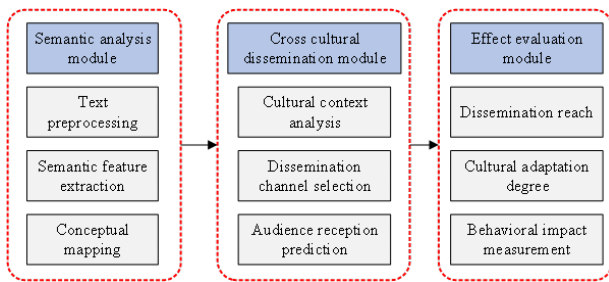 Semantic analysis
module
Text
preprocessing
Semantic feature
extraction
Conceptual
mapping
Cross cultural
dissemination module
Cultural context
analysis
Dissemination
channel selection
Audience reception
prediction
Effect evaluation
module
Dissemination reach
Cultural adaptation
degree
Behavioral impact
measurement